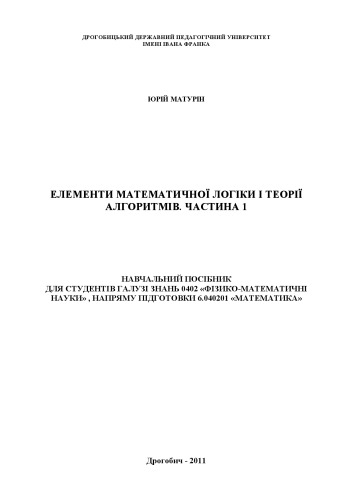 ДРОГОБИЦЬКИЙ ДЕРЖАВНИЙ ПЕДАГОГІЧНИЙ УНІВЕРСИТЕТ
ІМЕНІ ІВАНА ФРАНКА
ЮРІЙ МАТУРІН
ЕЛЕМЕНТИ МАТЕМАТИЧНОЇ ЛОГІКИ І ТЕОРІЇ
АЛГОРИТМІВ. ЧАСТИНА 1
НАВЧАЛЬНИЙ ПОСІБНИК
ДЛЯ СТУДЕНТІВ ГАЛУЗІ ЗНАНЬ 0402 «ФІЗИКО-МАТЕМАТИЧНІ
НАУКИ» , НАПРЯМУ ПІДГОТОВКИ 6.040201 «МАТЕМАТИКА»
Дрогобич - 2011